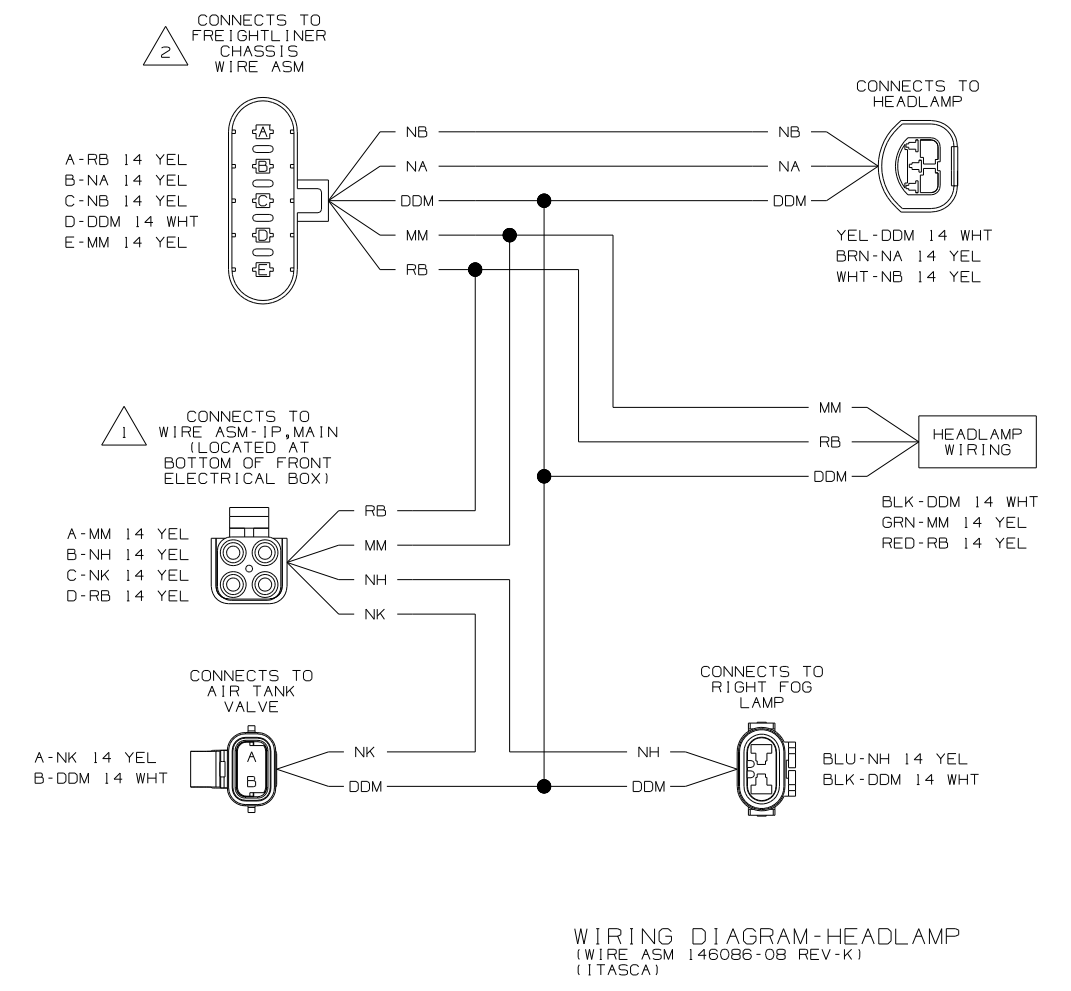 CONNECTS TO
FREIGHTLINER
CHASSIS
WIRE ASM
2
A
B
C
D
E
A-RB 14 YEL
B-NA 14 YEL
C-NB 14 YEL
D-DDM 14 WHT
E-MM 14 YEL
NB
NA
DDM
MM
RB
NB
NA
DDM
CONNECTS TO
HEADLAMP
YEL-DDM 14 WHT
BRN-NA 14 YEL
WHT-NB 14 YEL
MM
RB
DDM
HEADLAMP
WIRING
BLK-DDM 14 WHT
GRN-MM 14 YEL
RED-RB 14 YEL
1
CONNECTS TO
WIRE ASM-IP,MAIN
(LOCATED AT
BOTTOM OF FRONT
ELECTRICAL BOX)
A-MM 14 YEL
B-NH 14 YEL
C-NK 14 YEL
D-RB 14 YEL
RB
MM
NH
NK
CONNECTS TO
AIR TANK
VALVE
A-NK 14 YEL
B-DDM 14 WHT
A
B
NK
DDM
NH
DDM
CONNECTS TO
RIGHT FOG
LAMP
BLU-NH 14 YEL
BLK-DDM 14 WHT
WIRING DIAGRAM-HEADLAMP
(WIRE ASM 146086-08 REV-K)
(ITASCA)